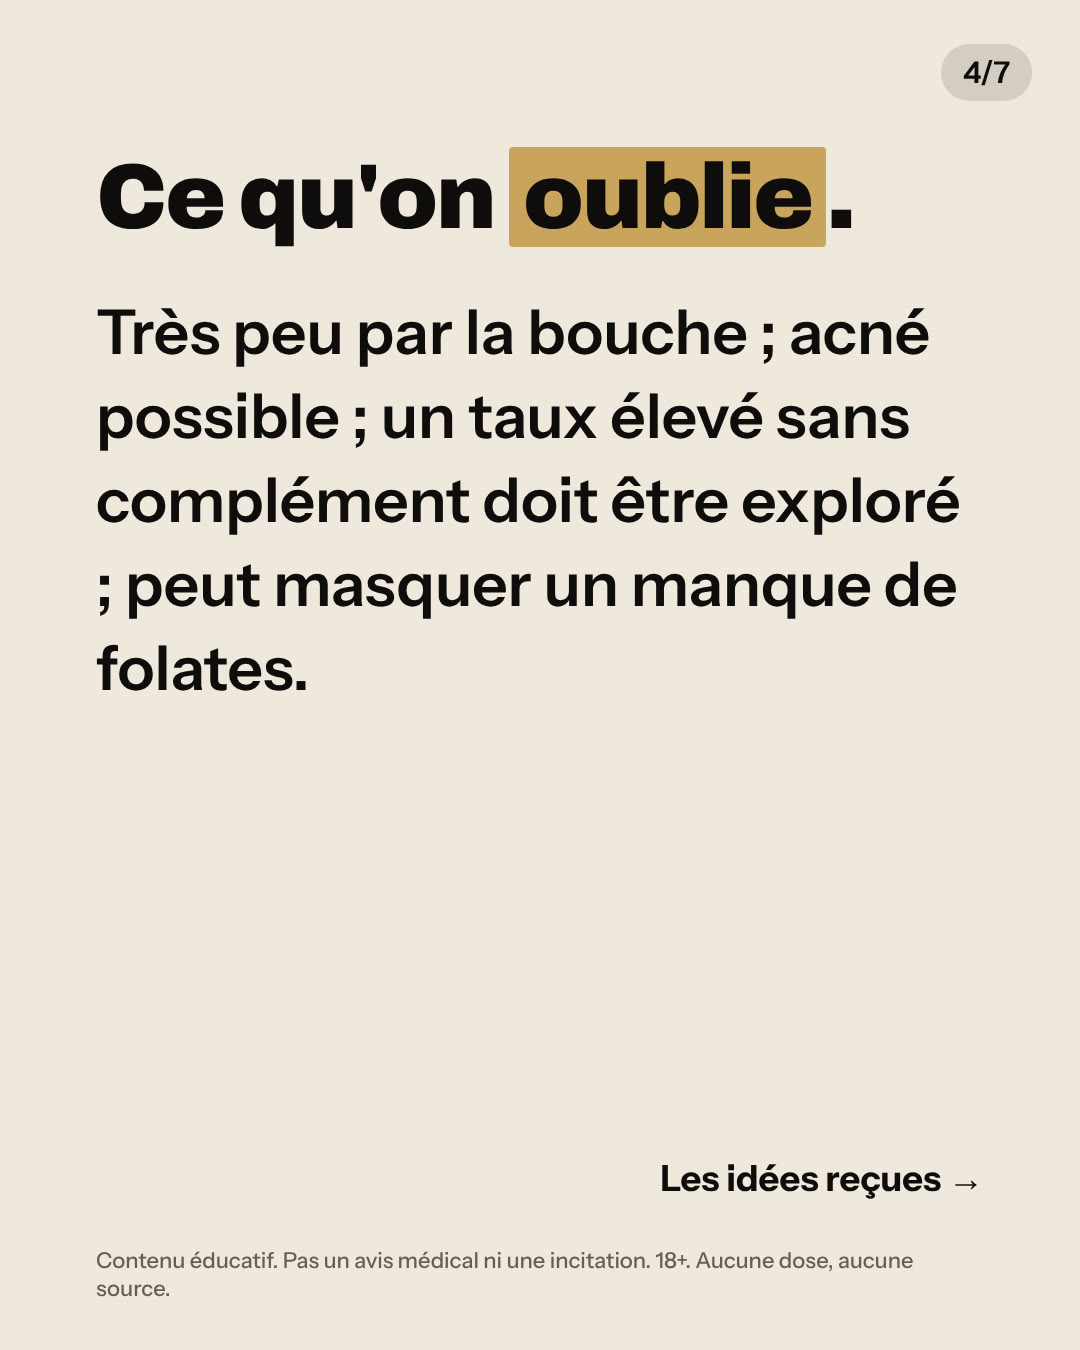 4/7
Ce qu'on oublie.
Très peu par la bouche ; acné
possible ; un taux élevé sans
complément doit être exploré
; peut masquer un manque de
folates.
Les idées reçues →
Contenu éducatif. Pas un avis médical ni une incitation. 18+. Aucune dose, aucune
source.